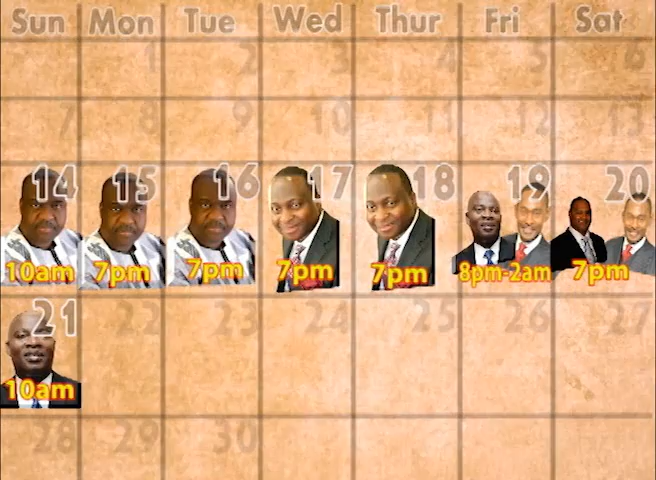 Sun Mon Tue Wed Thur Fri Sat
1 2 3 4 5 6
7 8 9 10 11 12 13
14 15 16 17 18 19 20
10am 7pm 7pm 7pm 7pm 8pm-2am 7pm
21 22 23 24 25 26 27
10am
28 29 30